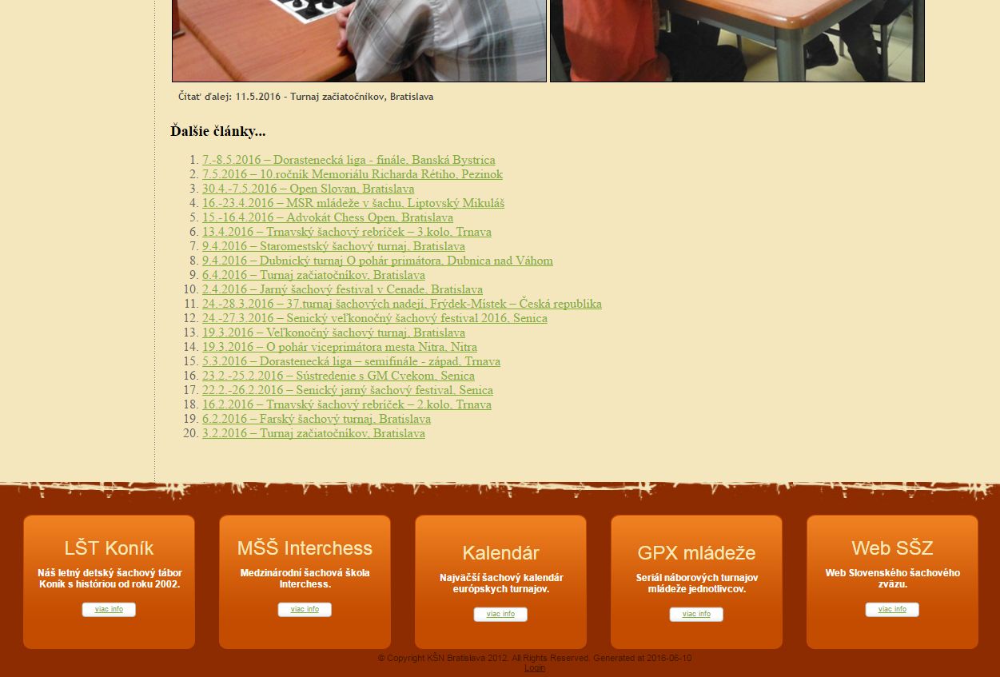 Čítať ďalej: 11.5.2016 – Turnaj začiatočníkov, Bratislava
Ďalšie články...
1. 7.-8.5.2016 – Dorastenecká liga - finále, Banská Bystrica
2. 7.5.2016 – 10.ročník Memoriálu Richarda Rétiho, Pezinok
3. 30.4.-7.5.2016 – Open Slovan, Bratislava
4. 16.-23.4.2016 – MSR mládeže v šachu, Liptovský Mikuláš
5. 15.-16.4.2016 – Advokát Chess Open, Bratislava
6. 13.4.2016 – Trnavský šachový rebríček – 3.kolo, Trnava
7. 9.4.2016 – Staromestský šachový turnaj, Bratislava
8. 9.4.2016 – Dubnický turnaj O pohár primátora, Dubnica nad Váhom
9. 6.4.2016 – Turnaj začiatočníkov, Bratislava
10. 2.4.2016 – Jarný šachový festival v Cenade, Bratislava
11. 24.-28.3.2016 – 37.turnaj šachových nadejí, Frýdek-Místek – Česká republika
12. 24.-27.3.2016 – Senický veľkonočný šachový festival 2016, Senica
13. 19.3.2016 – Veľkonočný šachový turnaj, Bratislava
14. 19.3.2016 – O pohár viceprimátora mesta Nitra, Nitra
15. 5.3.2016 – Dorastenecká liga – semifinále - západ, Trnava
16. 23.2.-25.2.2016 – Sústredenie s GM Cvekom, Senica
17. 22.2.-26.2.2016 – Senický jarný šachový festival, Senica
18. 16.2.2016 – Trnavský šachový rebríček – 2.kolo, Trnava
19. 6.2.2016 – Farský šachový turnaj, Bratislava
20. 3.2.2016 – Turnaj začiatočníkov, Bratislava
LŠT Koník
Náš letný detský šachový tábor
Koník s históriou od roku 2002.
viac info
MŠŠ Interchess
Medzinárodní šachová škola
Interchess.
viac info
Kalendár
Najväčší šachový kalendár
európskych turnajov.
viac info
GPX mládeže
Seriál náborových turnajov
mládeže jednotlivcov.
viac info
Web SŠZ
Web Slovenského šachového
zväzu.
viac info
© Copyright KŠN Bratislava 2012. All Rights Reserved. Generated at 2016-06-10
Login